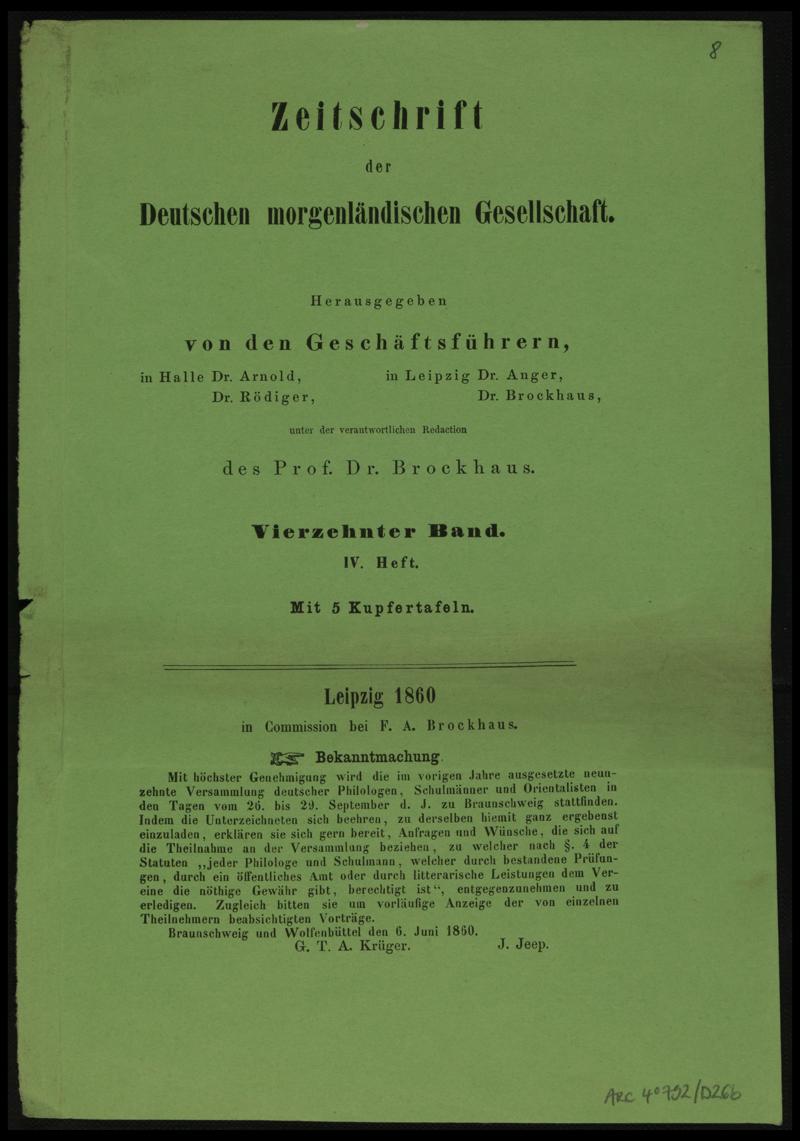 8
Zeitschrift
der
Deutschen morgenländischen Gesellschaft.
Herausgegeben
von den Geschäftsführern,
in Halle Dr. Arnold, in Leipzig Dr. Anger,
Dr. Rödiger, Dr. Brockhaus,
unter der verantwortlichen Redaction
des Prof. Dr. Brockhaus.
Vierzehnter Band.
IV. Heft.
Mit 5 Kupfertafeln.
Leipzig 1860
in Commission bei F. A. Brockhaus.
☞ Bekanntmachung.
Mit höchster Genehmigung wird die im vorigen Jahre ausgesetzte neun-
zehnte Versammlung deutscher Philologen, Schulmänner und Orientalisten in
den Tagen vom 26. bis 29. September d. J. zu Braunschweig stattfinden.
Indem die Unterzeichneten sich beehren, zu derselben hiemit ganz ergebenst
einzuladen, erklären sie sich gern bereit, Anfragen und Wünsche, die sich auf
die Theilnahme an der Versammlung beziehen, zu welcher nach §. 4 der
Statuten „jeder Philologe und Schulmann, welcher durch bestandene Prüfun-
gen, durch ein öffentliches Amt oder durch litterarische Leistungen dem Ver-
eine die nöthige Gewähr gibt, berechtigt ist“, entgegenzunehmen und zu
erledigen. Zugleich bitten sie um vorläufige Anzeige der von einzelnen
Theilnehmern beabsichtigten Vorträge.
Braunschweig und Wolfenbüttel den 6. Juni 1860.
G. T. A. Krüger. J. Jeep.
ARC 4° 792/D26b